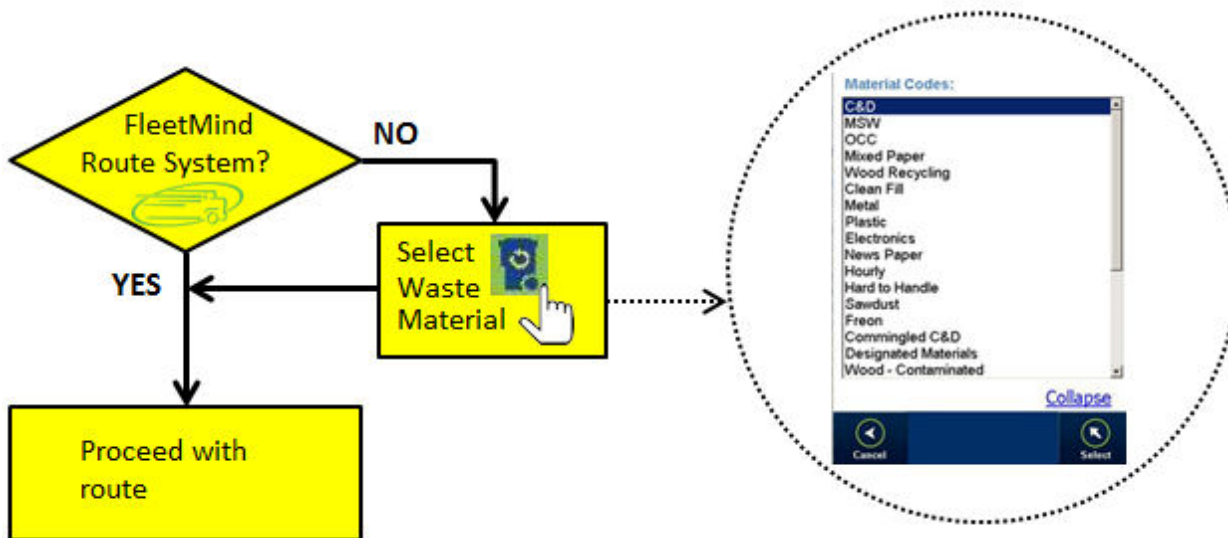 FleetMind
Route System?
NO
YES
Select
Waste
Material
Proceed with
route
Material Codes:
C&D
MSW
OCC
Mixed Paper
Wood Recycling
Clean Fill
Metal
Plastic
Electronics
News Paper
Hourly
Hard to Handle
Sawdust
Freon
Commingled C&D
Designated Materials
Wood - Contaminated
Collapse
Cancel
Select